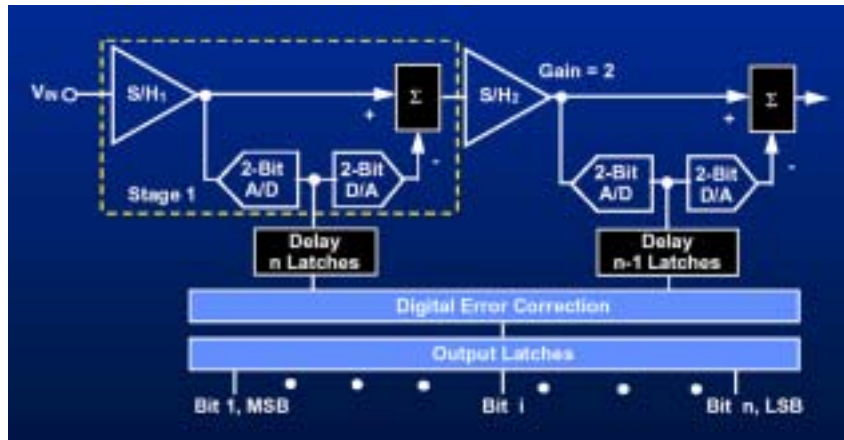 Gain = 2
VIN
S/H1
Σ
S/H2
Σ
+
+
-
-
2-Bit
A/D
2-Bit
D/A
2-Bit
A/D
2-Bit
D/A
Stage 1
Delay
n Latches
Delay
n-1 Latches
Digital Error Correction
Output Latches
Bit 1, MSB
Bit i
Bit n, LSB